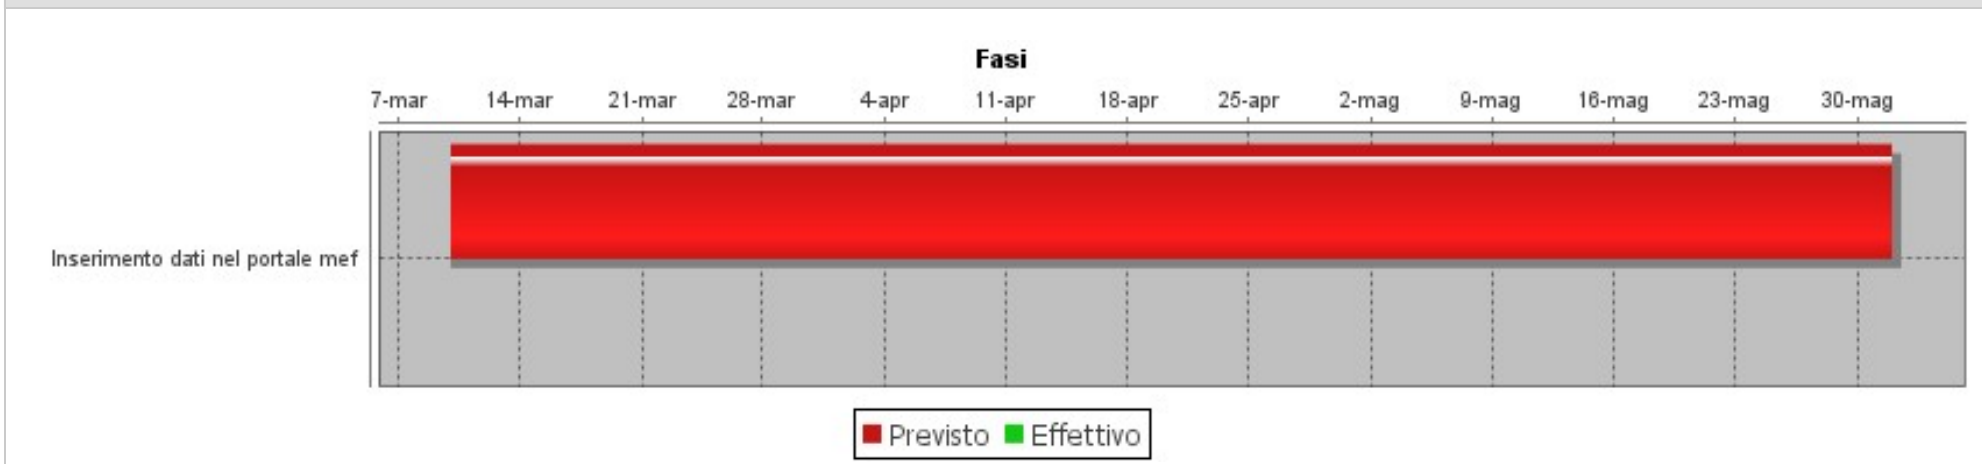 Fasi
7-mar 14-mar 21-mar 28-mar 4-apr 11-apr 18-apr 25-apr 2-mag 9-mag 16-mag 23-mag 30-mag
Inserimento dati nel portale mef
Previsto Effettivo